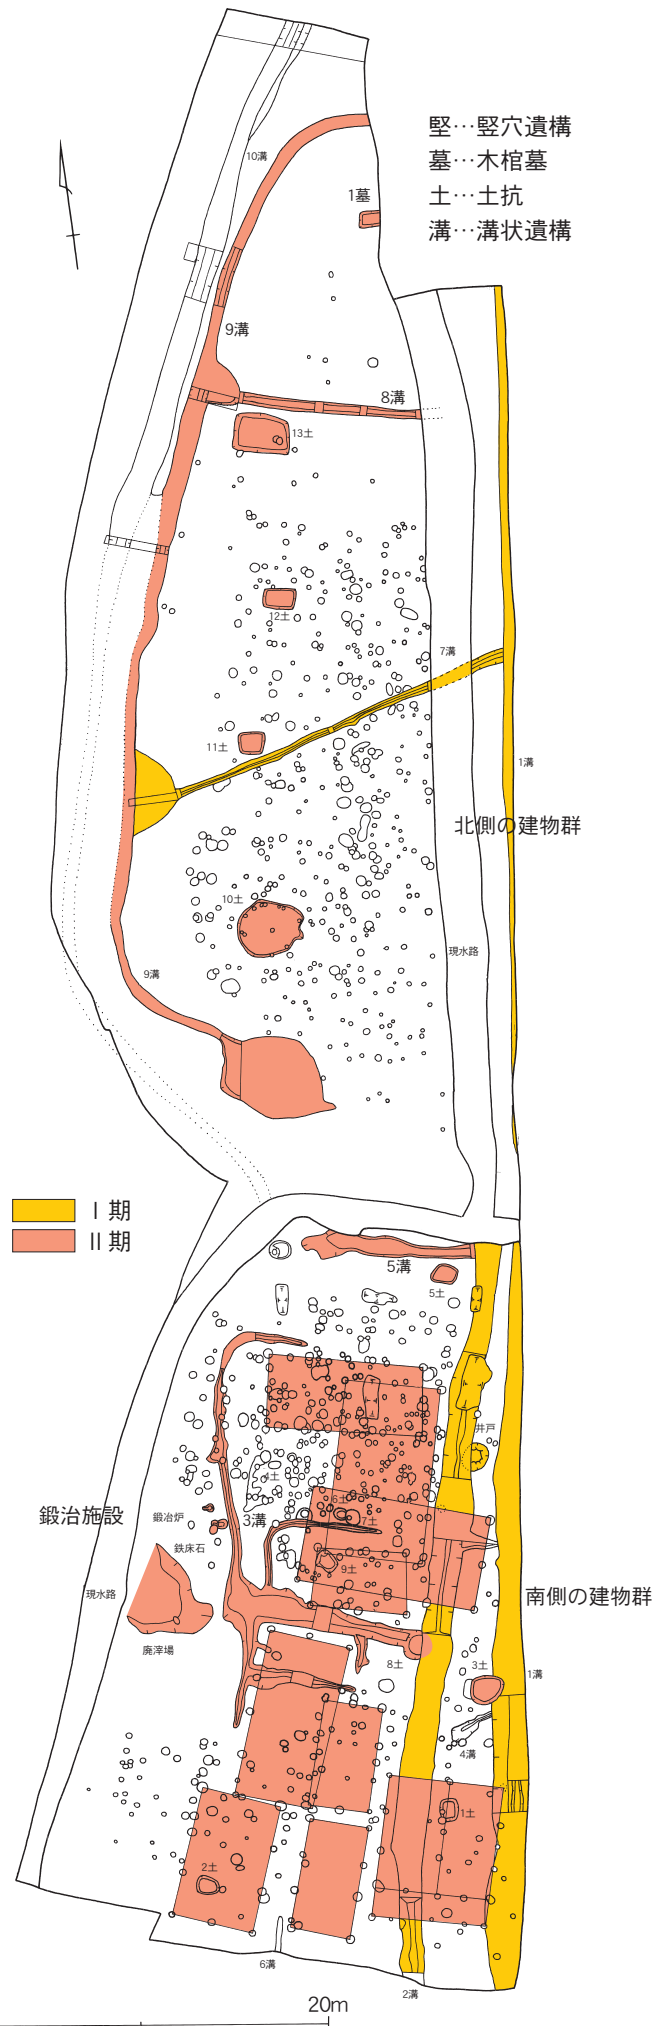 堅…竪穴遺構
墓…木棺墓
土…土抗
溝…溝状遺構
10溝
1墓
9溝
8溝
13土
12土
7溝
11土
1溝
北側の建物群
10土
現水路
9溝
Ⅰ期
Ⅱ期
5溝
5土
井戸
4土
6土
7土
3溝
鍛冶施設
鍛冶炉
鉄床石
9土
現水路
南側の建物群
廃滓場
8土
3土
1溝
4溝
1土
2土
6溝
2溝
20m